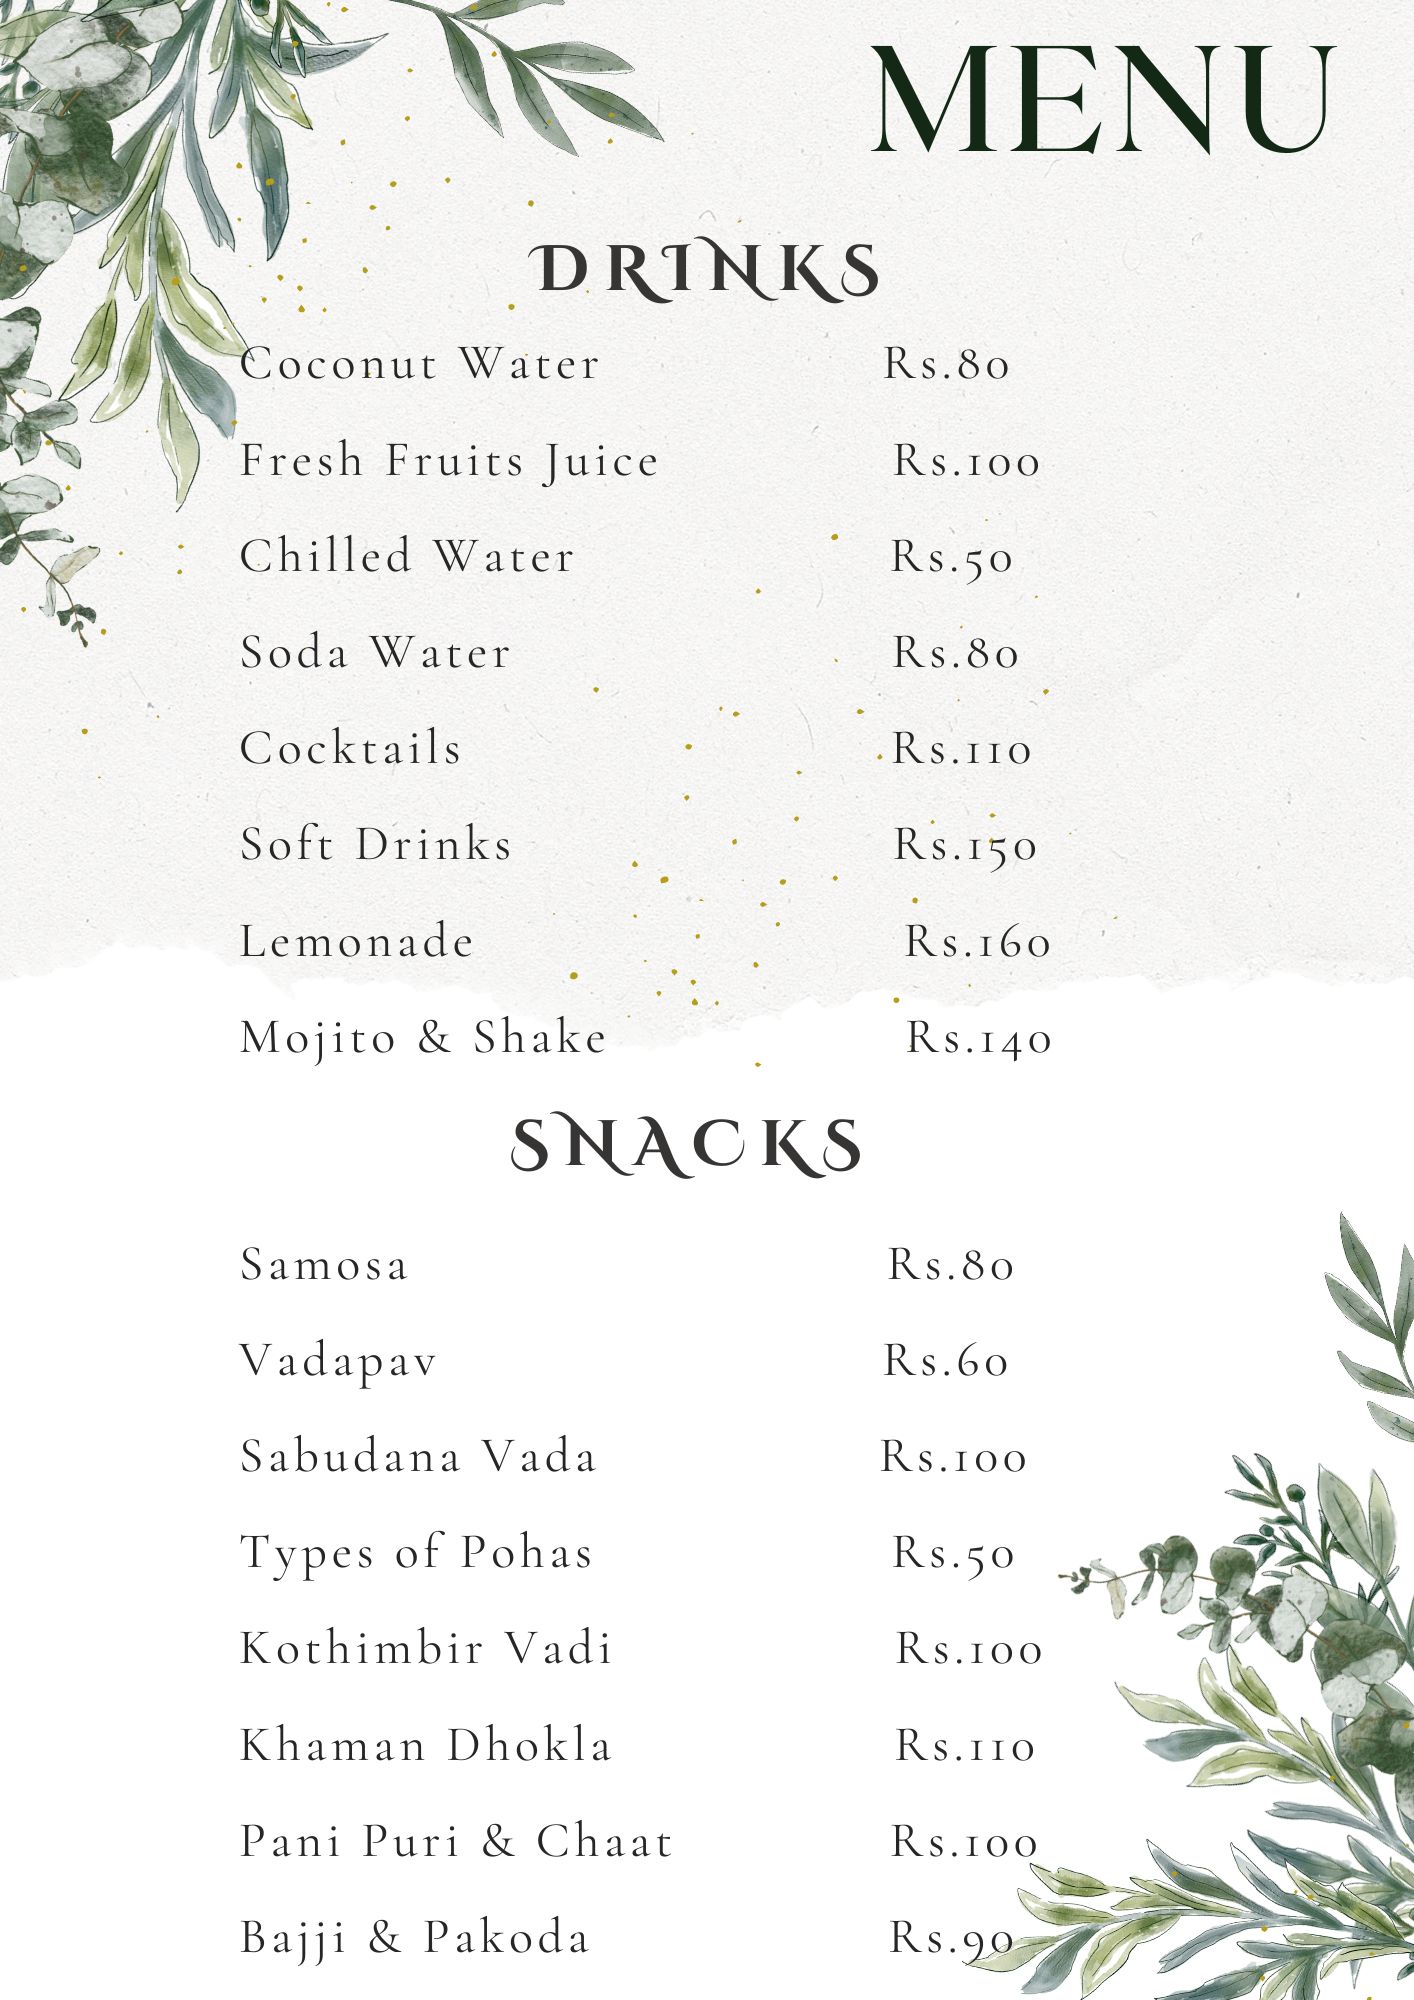 MENU
DRINKS
Coconut Water Rs.80
Fresh Fruits Juice Rs.100
Chilled Water Rs.50
Soda Water Rs.80
Cocktails Rs.110
Soft Drinks Rs.150
Lemonade Rs.160
Mojito & Shake Rs.140
SNACKS
Samosa Rs.80
Vadapav Rs.60
Sabudana Vada Rs.100
Types of Pohas Rs.50
Kothimbir Vadi Rs.100
Khaman Dhokla Rs.110
Pani Puri & Chaat Rs.100
Bajji & Pakoda Rs.90